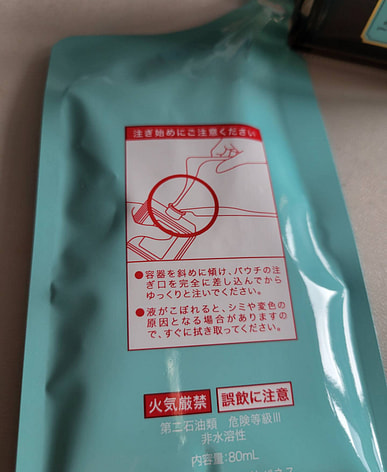 注ぎ始めにご注意ください
●容器を斜めに傾け、パウチの注
ぎ口を完全に差し込んでから
ゆっくりと注いでください。
●液がこぼれると、シミや変色の
原因となる場合がありますの
で、すぐに拭き取ってください。
火気厳禁 誤飲に注意
第二石油類 危険等級Ⅲ
非水溶性
内容量:80mL